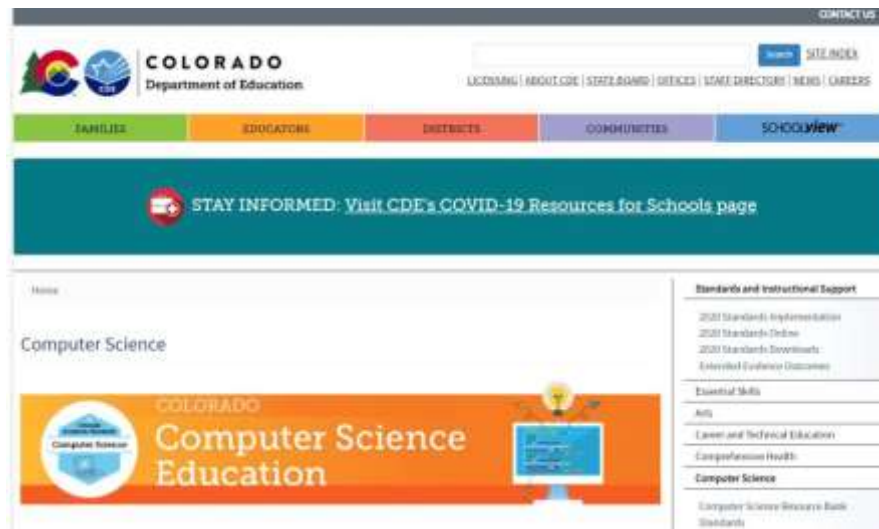 CONTACT US
COLORADO
Department of Education
CDE
Search SITE INDEX
LICENSING | ABOUT CDE | STATE BOARD | OFFICES | STAFF DIRECTORY | NEWS | CAREERS
FAMILIES EDUCATORS DISTRICTS COMMUNITIES SCHOOLVIEW
STAY INFORMED: Visit CDE's COVID-19 Resources for Schools page
Home
Computer Science
COLORADO
Computer Science
Education
Computer Science
Standards and Instructional Support
2020 Standards Implementation
2020 Standards Online
2020 Standards Downloads
Extended Evidence Outcomes
Essential Skills
Arts
Career and Technical Education
Comprehensive Health
Computer Science
Computer Science Resource Bank
Standards